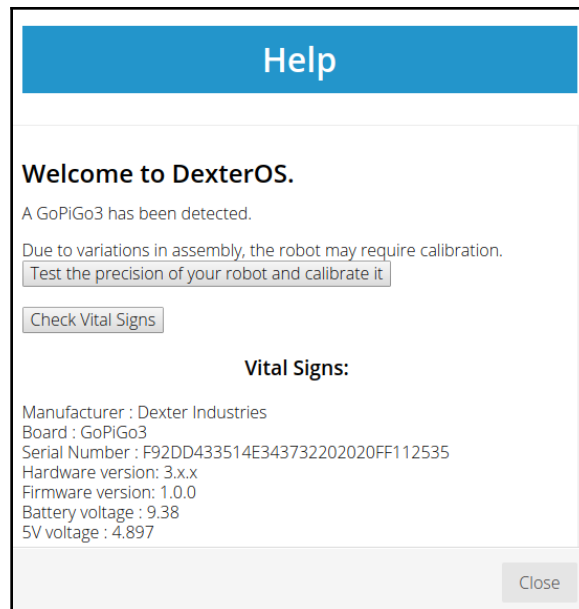 Help
Welcome to DexterOS.
A GoPiGo3 has been detected.
Due to variations in assembly, the robot may require calibration.
Test the precision of your robot and calibrate it
Check Vital Signs
Vital Signs:
Manufacturer : Dexter Industries
Board : GoPiGo3
Serial Number : F92DD433514E343732202020FF112535
Hardware version: 3.x.x
Firmware version: 1.0.0
Battery voltage : 9.38
5V voltage : 4.897
Close